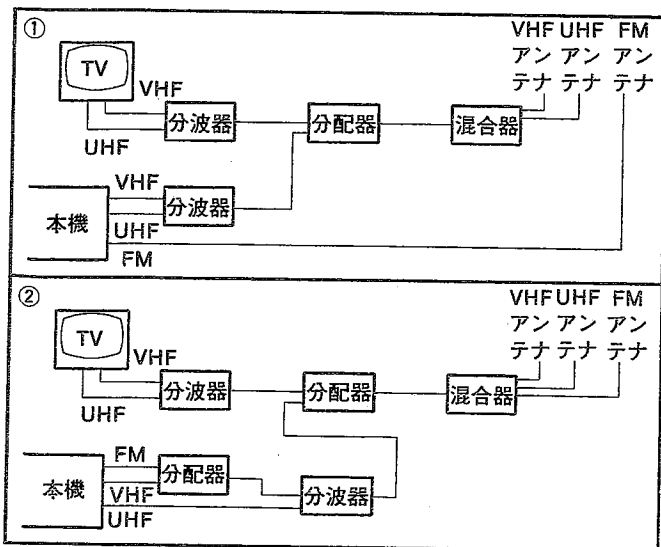 ①
VHF UHF FM
アン アン アン
テナ テナ テナ
TV
VHF
分波器
分配器
混合器
UHF
VHF
分波器
本機
UHF
FM
②
VHF UHF FM
アン アン アン
テナ テナ テナ
TV
VHF
分波器
分配器
混合器
UHF
FM
分配器
本機
VHF
分波器
UHF